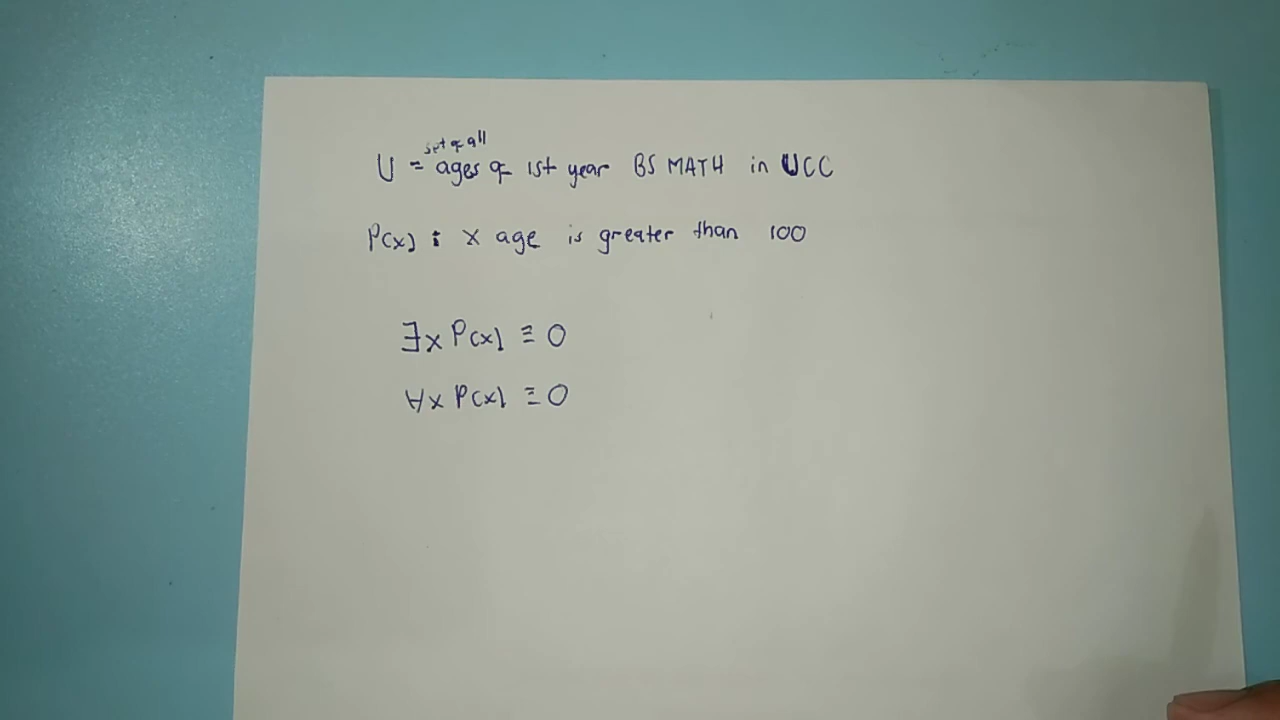 set of all
U = ages of 1st year BS MATH in UCC
P(x) : x age is greater than 100
∃x P(x) ≡ 0
∀x P(x) ≡ 0